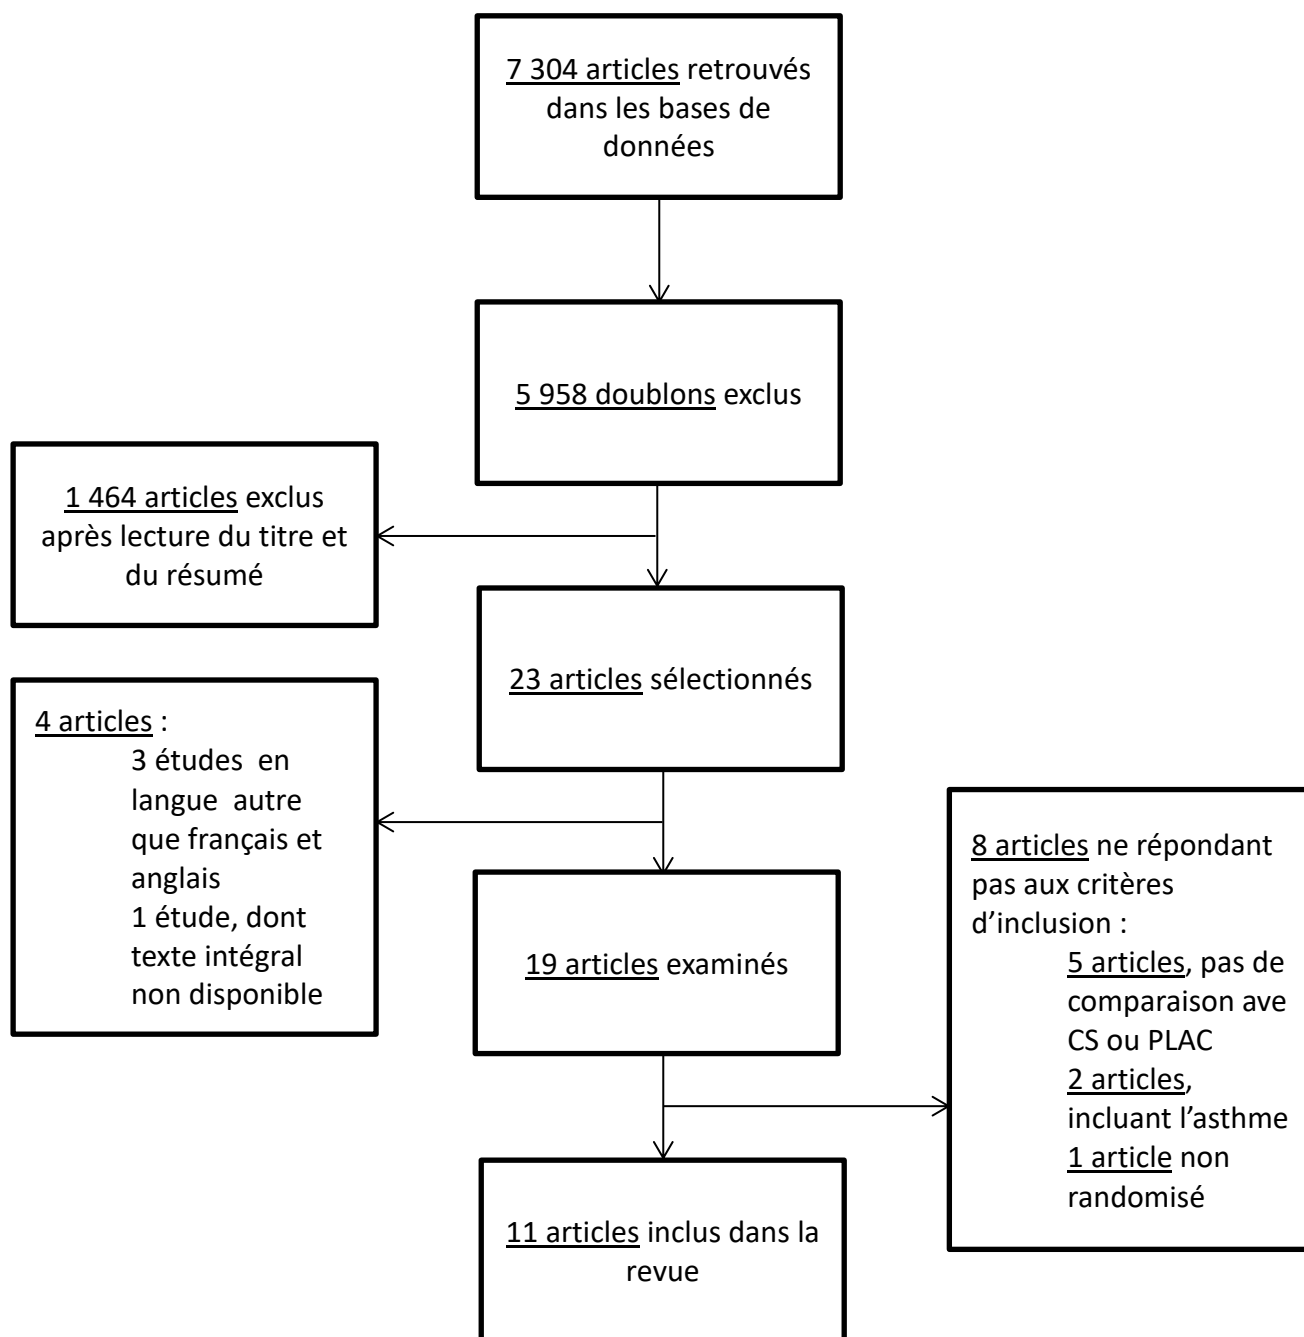 7 304 articles retrouvés
dans les bases de
données
5 958 doublons exclus
1 464 articles exclus
après lecture du titre et
du résumé
23 articles sélectionnés
4 articles :
3 études en
langue autre
que français et
anglais
1 étude, dont
texte intégral
non disponible
19 articles examinés
8 articles ne répondant
pas aux critères
d’inclusion :
5 articles, pas de
comparaison ave
CS ou PLAC
2 articles,
incluant l’asthme
1 article non
randomisé
11 articles inclus dans la
revue